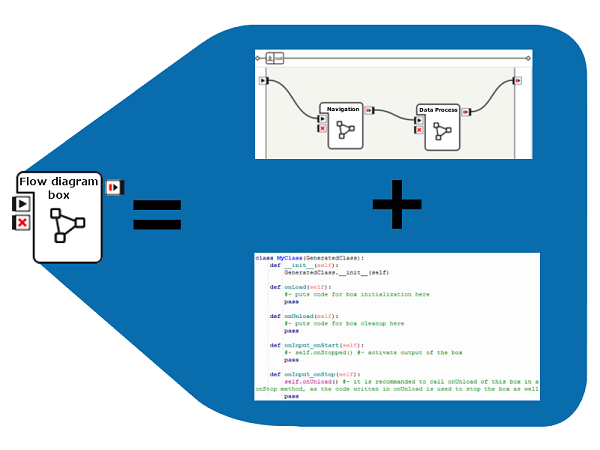 Flow diagram
box
=
+
Navigation
Data Process
class MyClass(GeneratedClass):
def __init__(self):
GeneratedClass.__init__(self)
def onLoad(self):
#~ puts code for box initialization here
pass
def onUnload(self):
#~ puts code for box cleanup here
pass
def onInput_onStart(self):
#~ self.onStopped() #~ activate output of the box
pass
def onInput_onStop(self):
self.onUnload() #~ it is recommanded to call onUnload of this box in a
onStop method, as the code written in onUnload is used to stop the box as well
pass